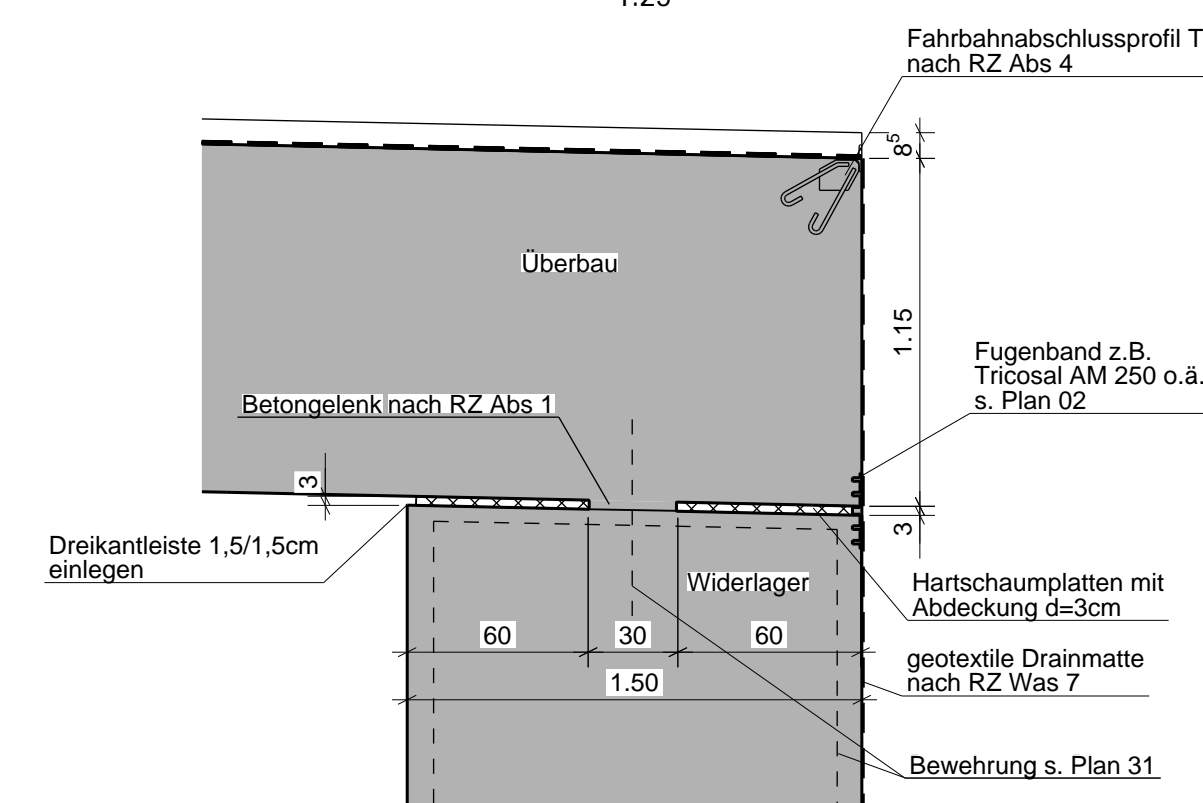 Fahrbahnabschlussprofil T
nach RZ Abs 4
8⁵
Überbau
1.15
Fugenband z.B.
Tricosal AM 250 o.ä.
s. Plan 02
Betongelenk nach RZ Abs 1
3
3
Dreikantleiste 1,5/1,5cm
einlegen
Widerlager
Hartschaumplatten mit
Abdeckung d=3cm
60
30
60
geotextile Drainmatte
nach RZ Was 7
1.50
Bewehrung s. Plan 31